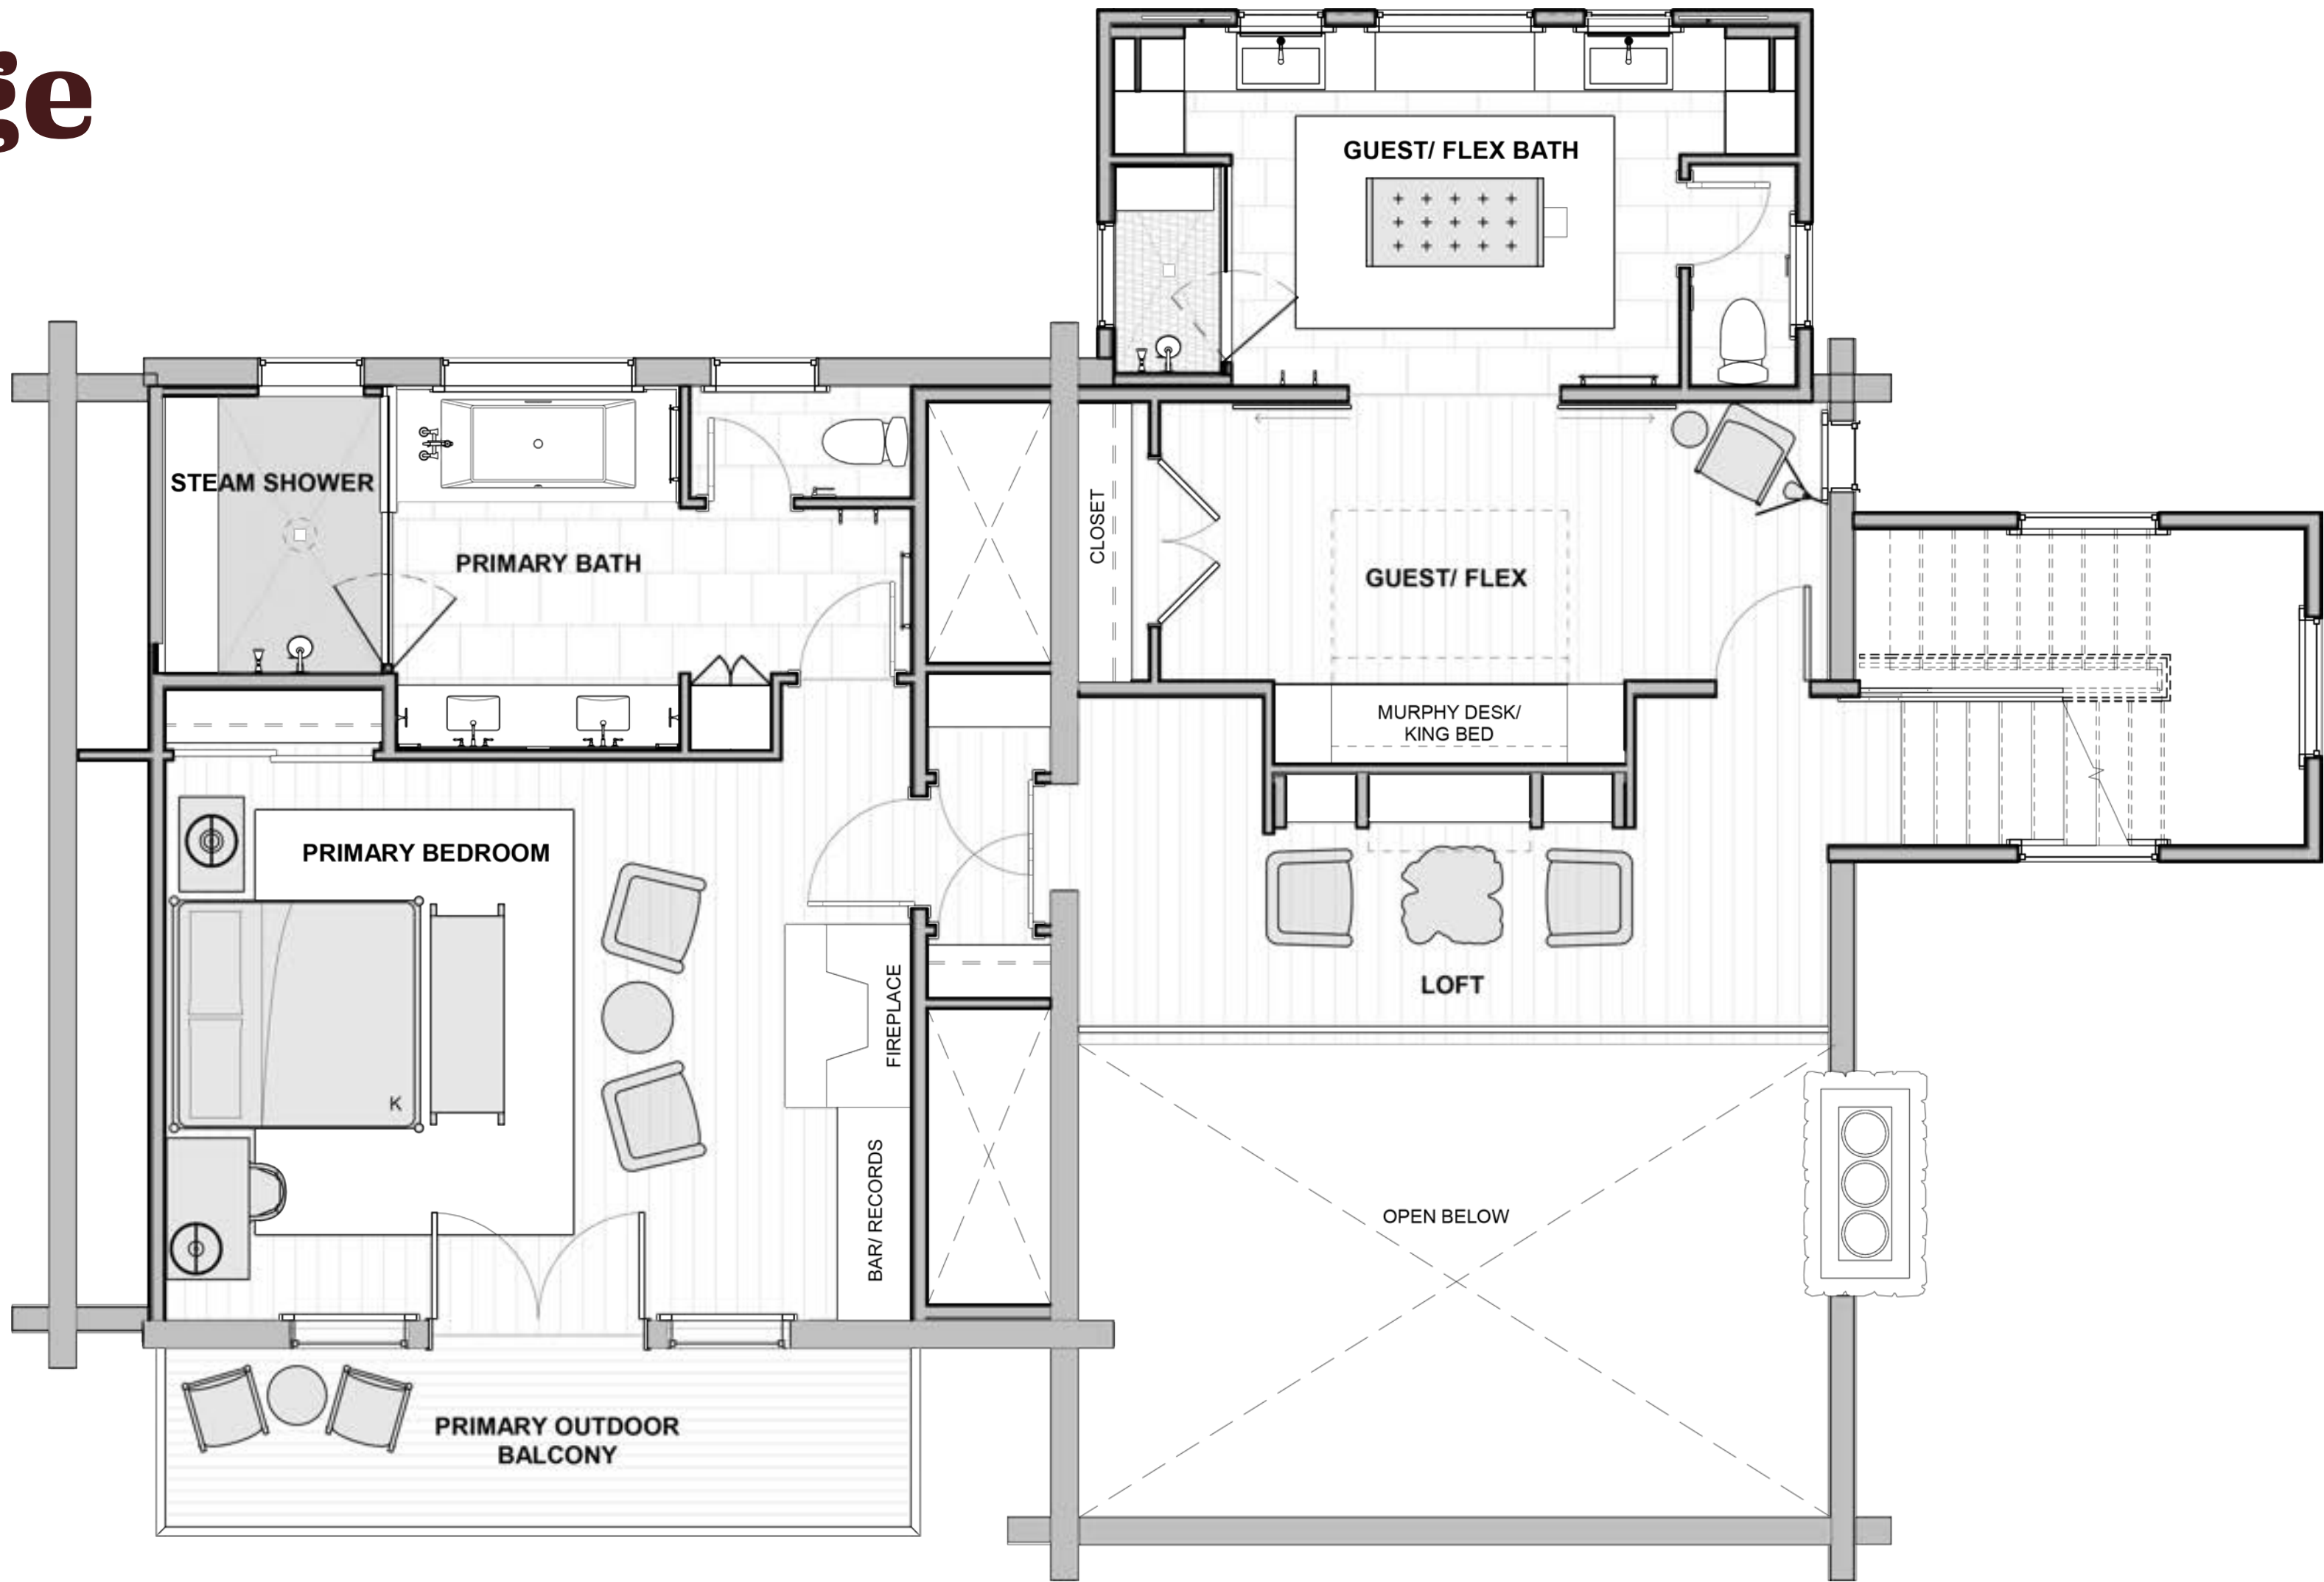 ge
GUEST/ FLEX BATH
STEAM SHOWER
PRIMARY BATH
CLOSET
GUEST/ FLEX
MURPHY DESK/
KING BED
PRIMARY BEDROOM
FIREPLACE
LOFT
K
BAR/ RECORDS
OPEN BELOW
PRIMARY OUTDOOR
BALCONY